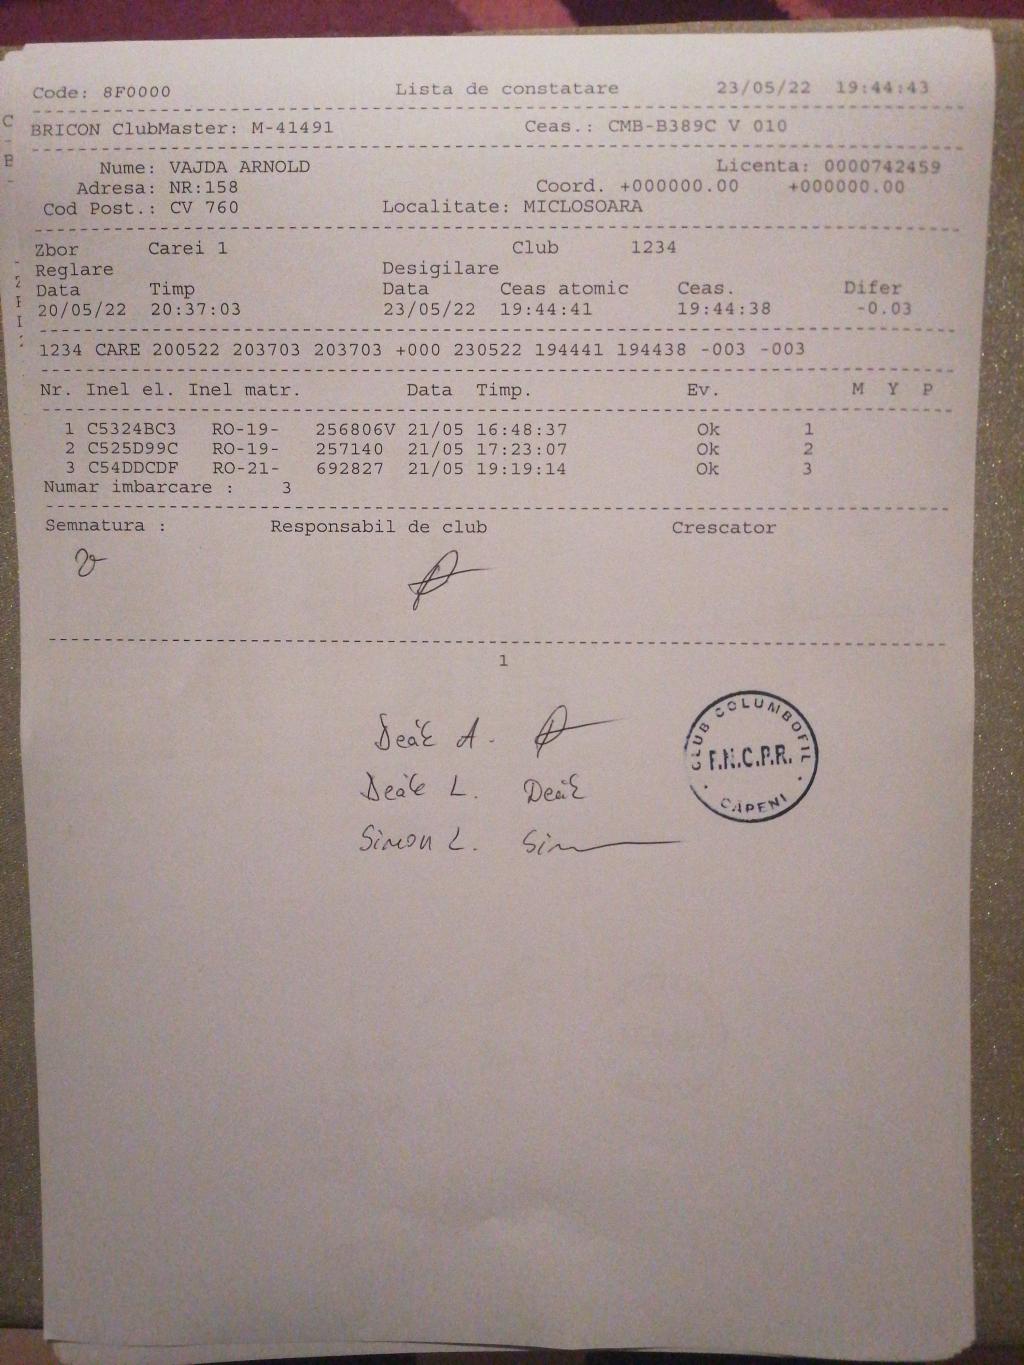 Code: 8F0000 Lista de constatare 23/05/22 19:44:43
BRICON ClubMaster: M-41491 Ceas.: CMB-B389C V 010
Nume: VAJDA ARNOLD Licenta: 0000742459
Adresa: NR:158 Coord. +000000.00 +000000.00
Cod Post.: CV 760 Localitate: MICLOSOARA
Zbor Carei 1 Club 1234
Reglare Desigilare
Data Timp Data Ceas atomic Ceas. Difer
20/05/22 20:37:03 23/05/22 19:44:41 19:44:38 -0.03
1234 CARE 200522 203703 203703 +000 230522 194441 194438 -003 -003
Nr. Inel el. Inel matr. Data Timp. Ev. M Y P
1 C5324BC3 RO-19- 256806V 21/05 16:48:37 Ok 1
2 C525D99C RO-19- 257140 21/05 17:23:07 Ok 2
3 C54DDCDF RO-21- 692827 21/05 19:19:14 Ok 3
Numar imbarcare : 3
Semnatura : Responsabil de club Crescator
1
Deák A.
Deák L. Deák
Simon L. Sim
CLUB COLUMBOFIL
F.N.C.P.R.
CAPENI